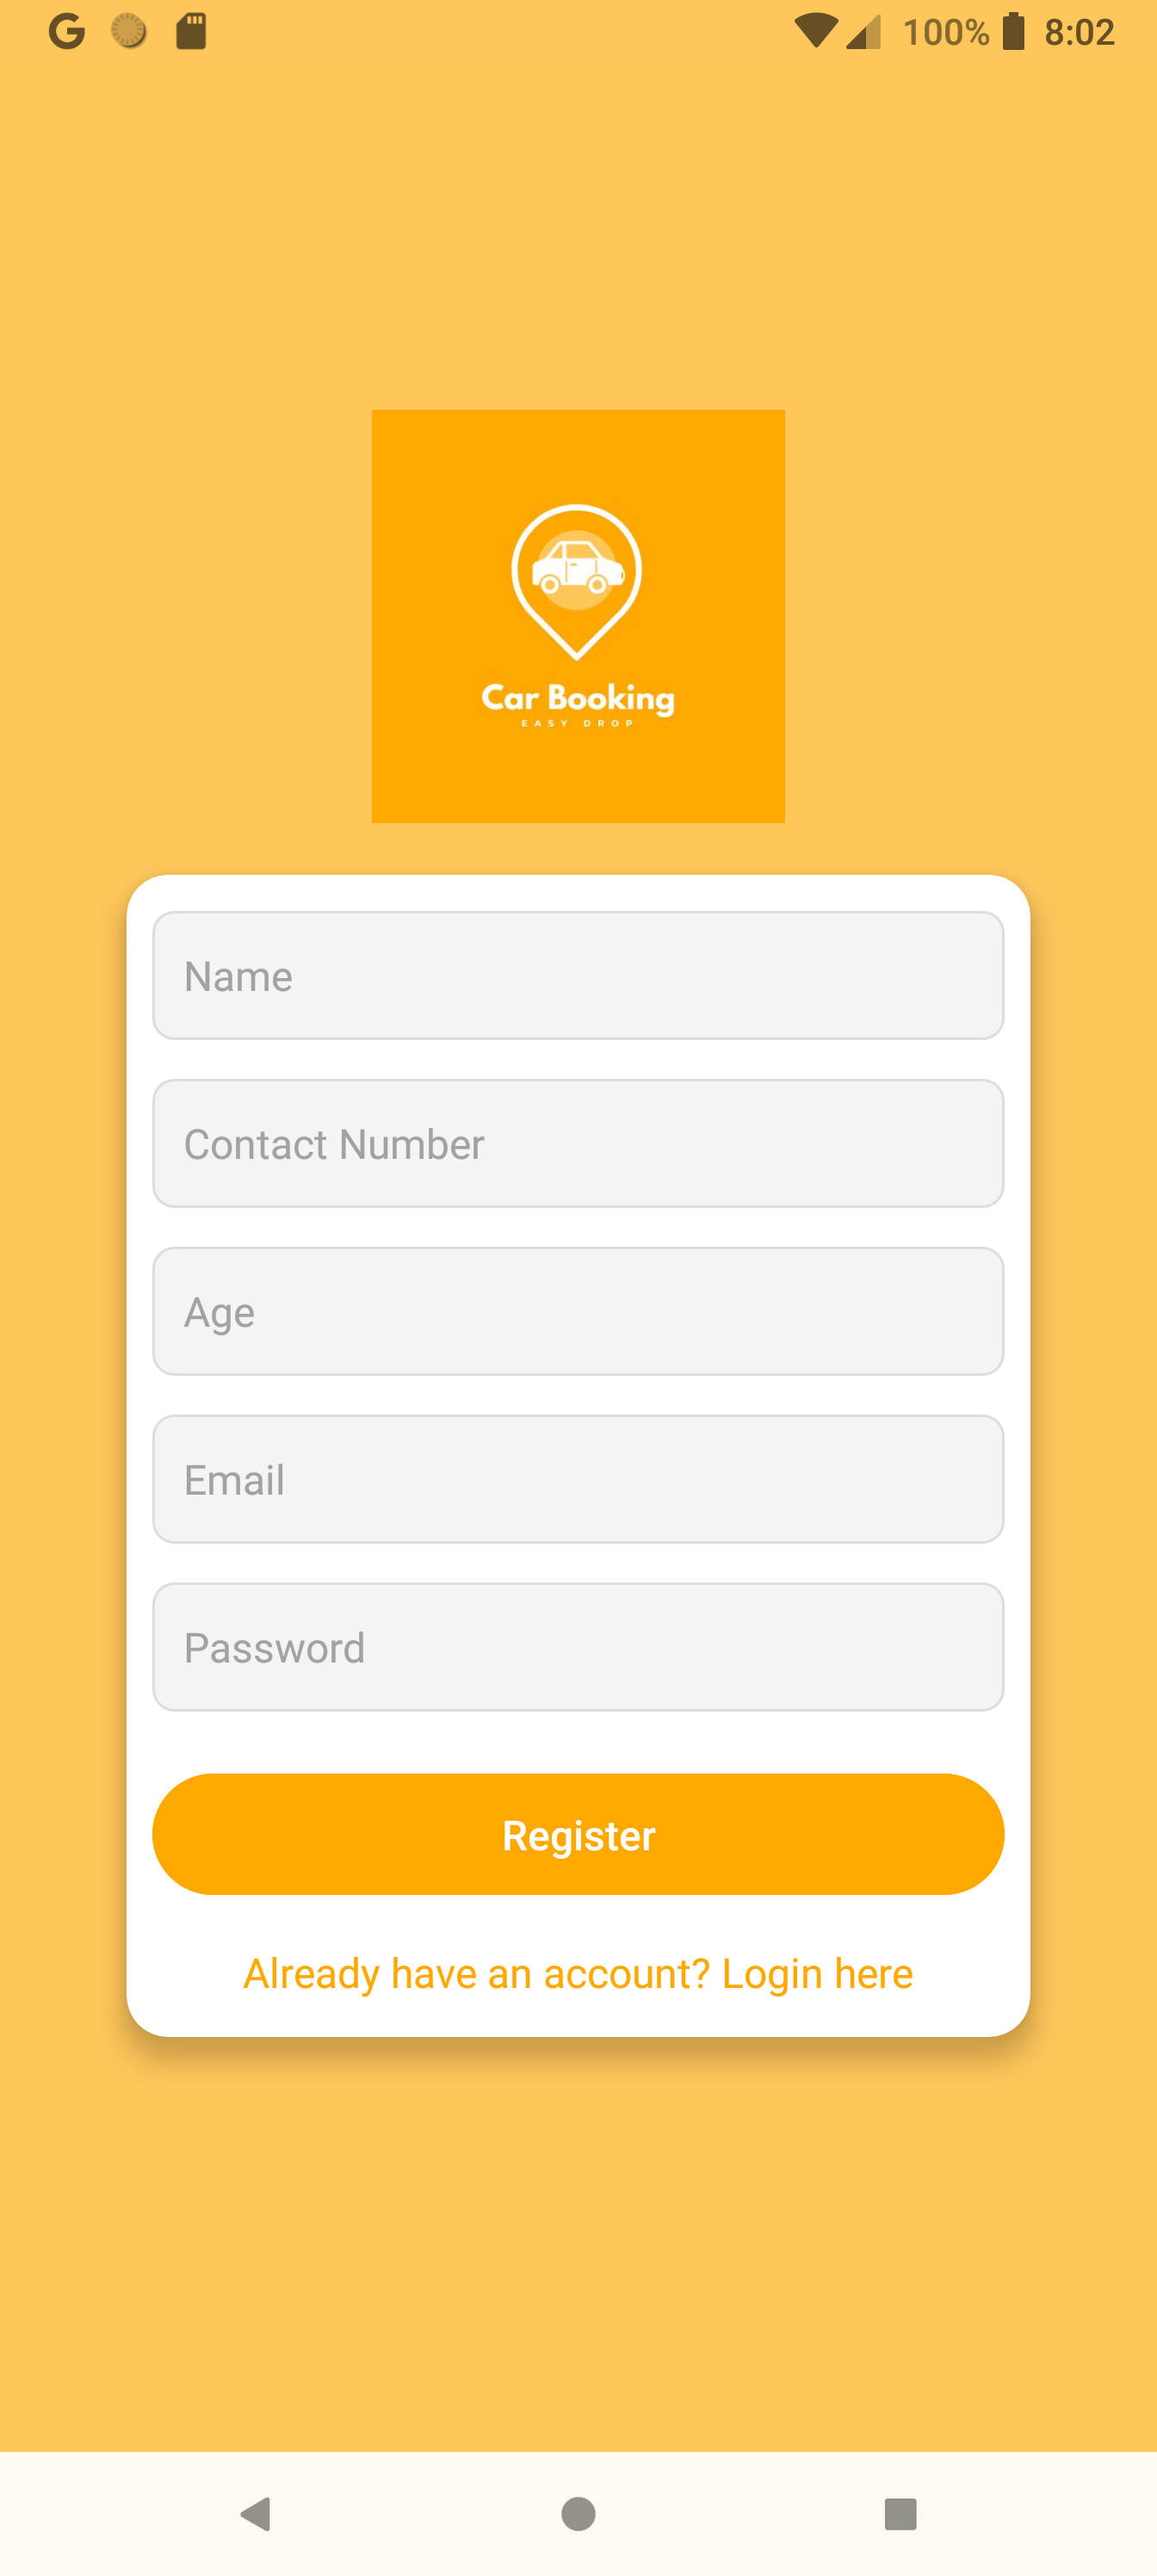 100% 8:02
Car Booking
EASY DROP
Name
Contact Number
Age
Email
Password
Register
Already have an account? Login here